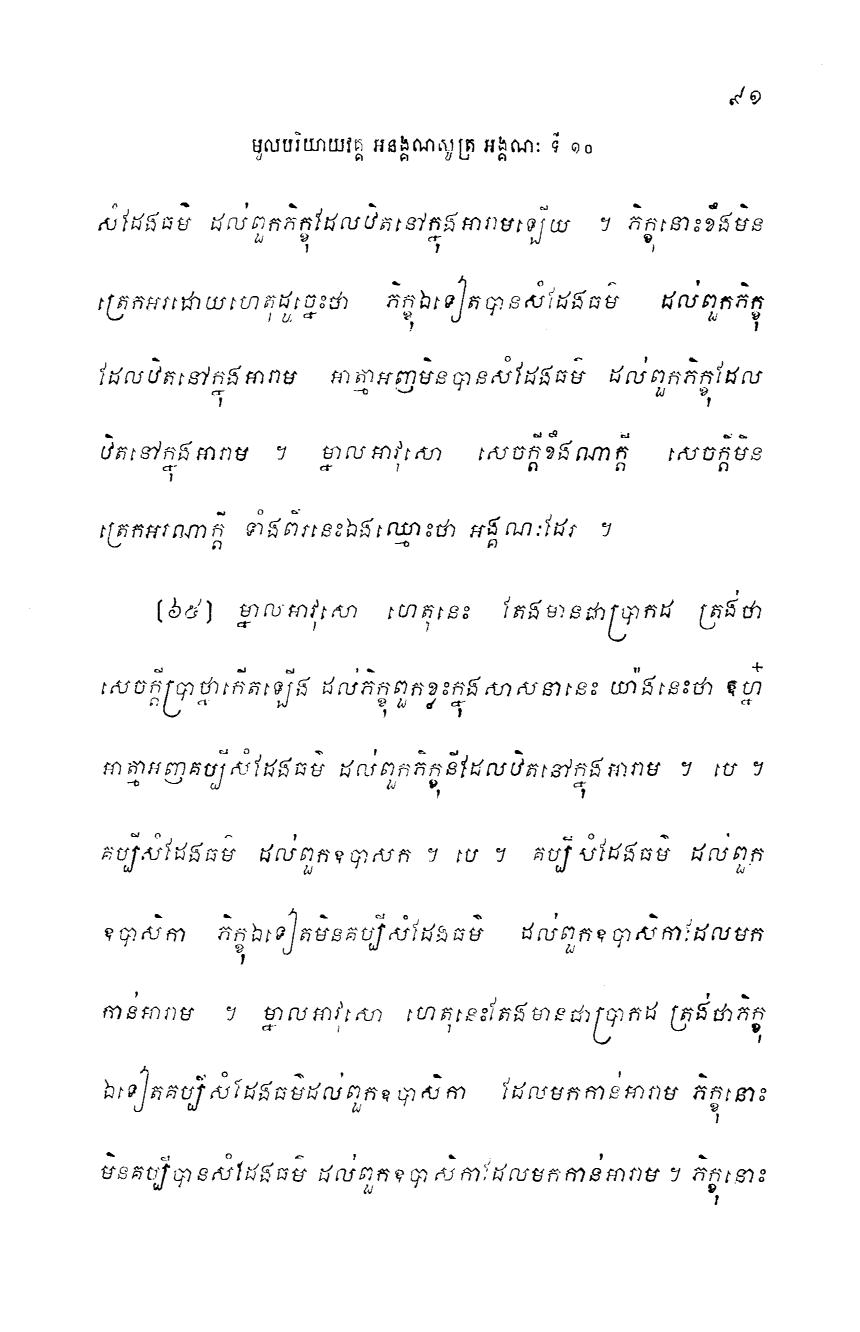 ៩១
មូលបរិយាយវគ្គ អនង្គណសូត្រ អង្គណៈ ទី ១០
សំដែងធម៌ ដល់ពួកភិក្ខុដែលឋិតនៅក្នុងអារាមឡើយ ។ ភិក្ខុនោះខឹងមិន
ត្រេកអរដោយហេតុដូច្នេះថា ភិក្ខុឯទៀតបានសំដែងធម៌ ដល់ពួកភិក្ខុ
ដែលឋិតនៅក្នុងអារាម អាត្មាអញមិនបានសំដែងធម៌ ដល់ពួកភិក្ខុដែល
ឋិតនៅក្នុងអារាម ។ ម្នាលអាវុសោ សេចក្តីខឹងណាក្តី សេចក្តីមិន
ត្រេកអរណាក្តី ទាំងពីរនេះឯងឈ្មោះថា អង្គណៈដែរ ។
(៦៥) ម្នាលអាវុសោ ហេតុនេះ តែងមានជាប្រាកដ ត្រង់ថា
សេចក្តីប្រាថ្នាកើតឡើង ដល់ភិក្ខុពួកខ្លះក្នុងសាសនានេះ យ៉ាងនេះថា ឱហ្ន៎
អាត្មាអញគប្បីសំដែងធម៌ ដល់ពួកភិក្ខុនីដែលឋិតនៅក្នុងអារាម ។ បេ ។
គប្បីសំដែងធម៌ ដល់ពួកឧបាសក ។ បេ ។ គប្បីសំដែងធម៌ ដល់ពួក
ឧបាសិកា ភិក្ខុឯទៀតមិនគប្បីសំដែងធម៌ ដល់ពួកឧបាសិកាដែលមក
កាន់អារាម ។ ម្នាលអាវុសោ ហេតុនេះតែងមានជាប្រាកដ ត្រង់ថាភិក្ខុ
ឯទៀតគប្បីសំដែងធម៌ដល់ពួកឧបាសិកា ដែលមកកាន់អារាម ភិក្ខុនោះ
មិនគប្បីបានសំដែងធម៌ ដល់ពួកឧបាសិកាដែលមកកាន់អារាម ។ ភិក្ខុនោះ